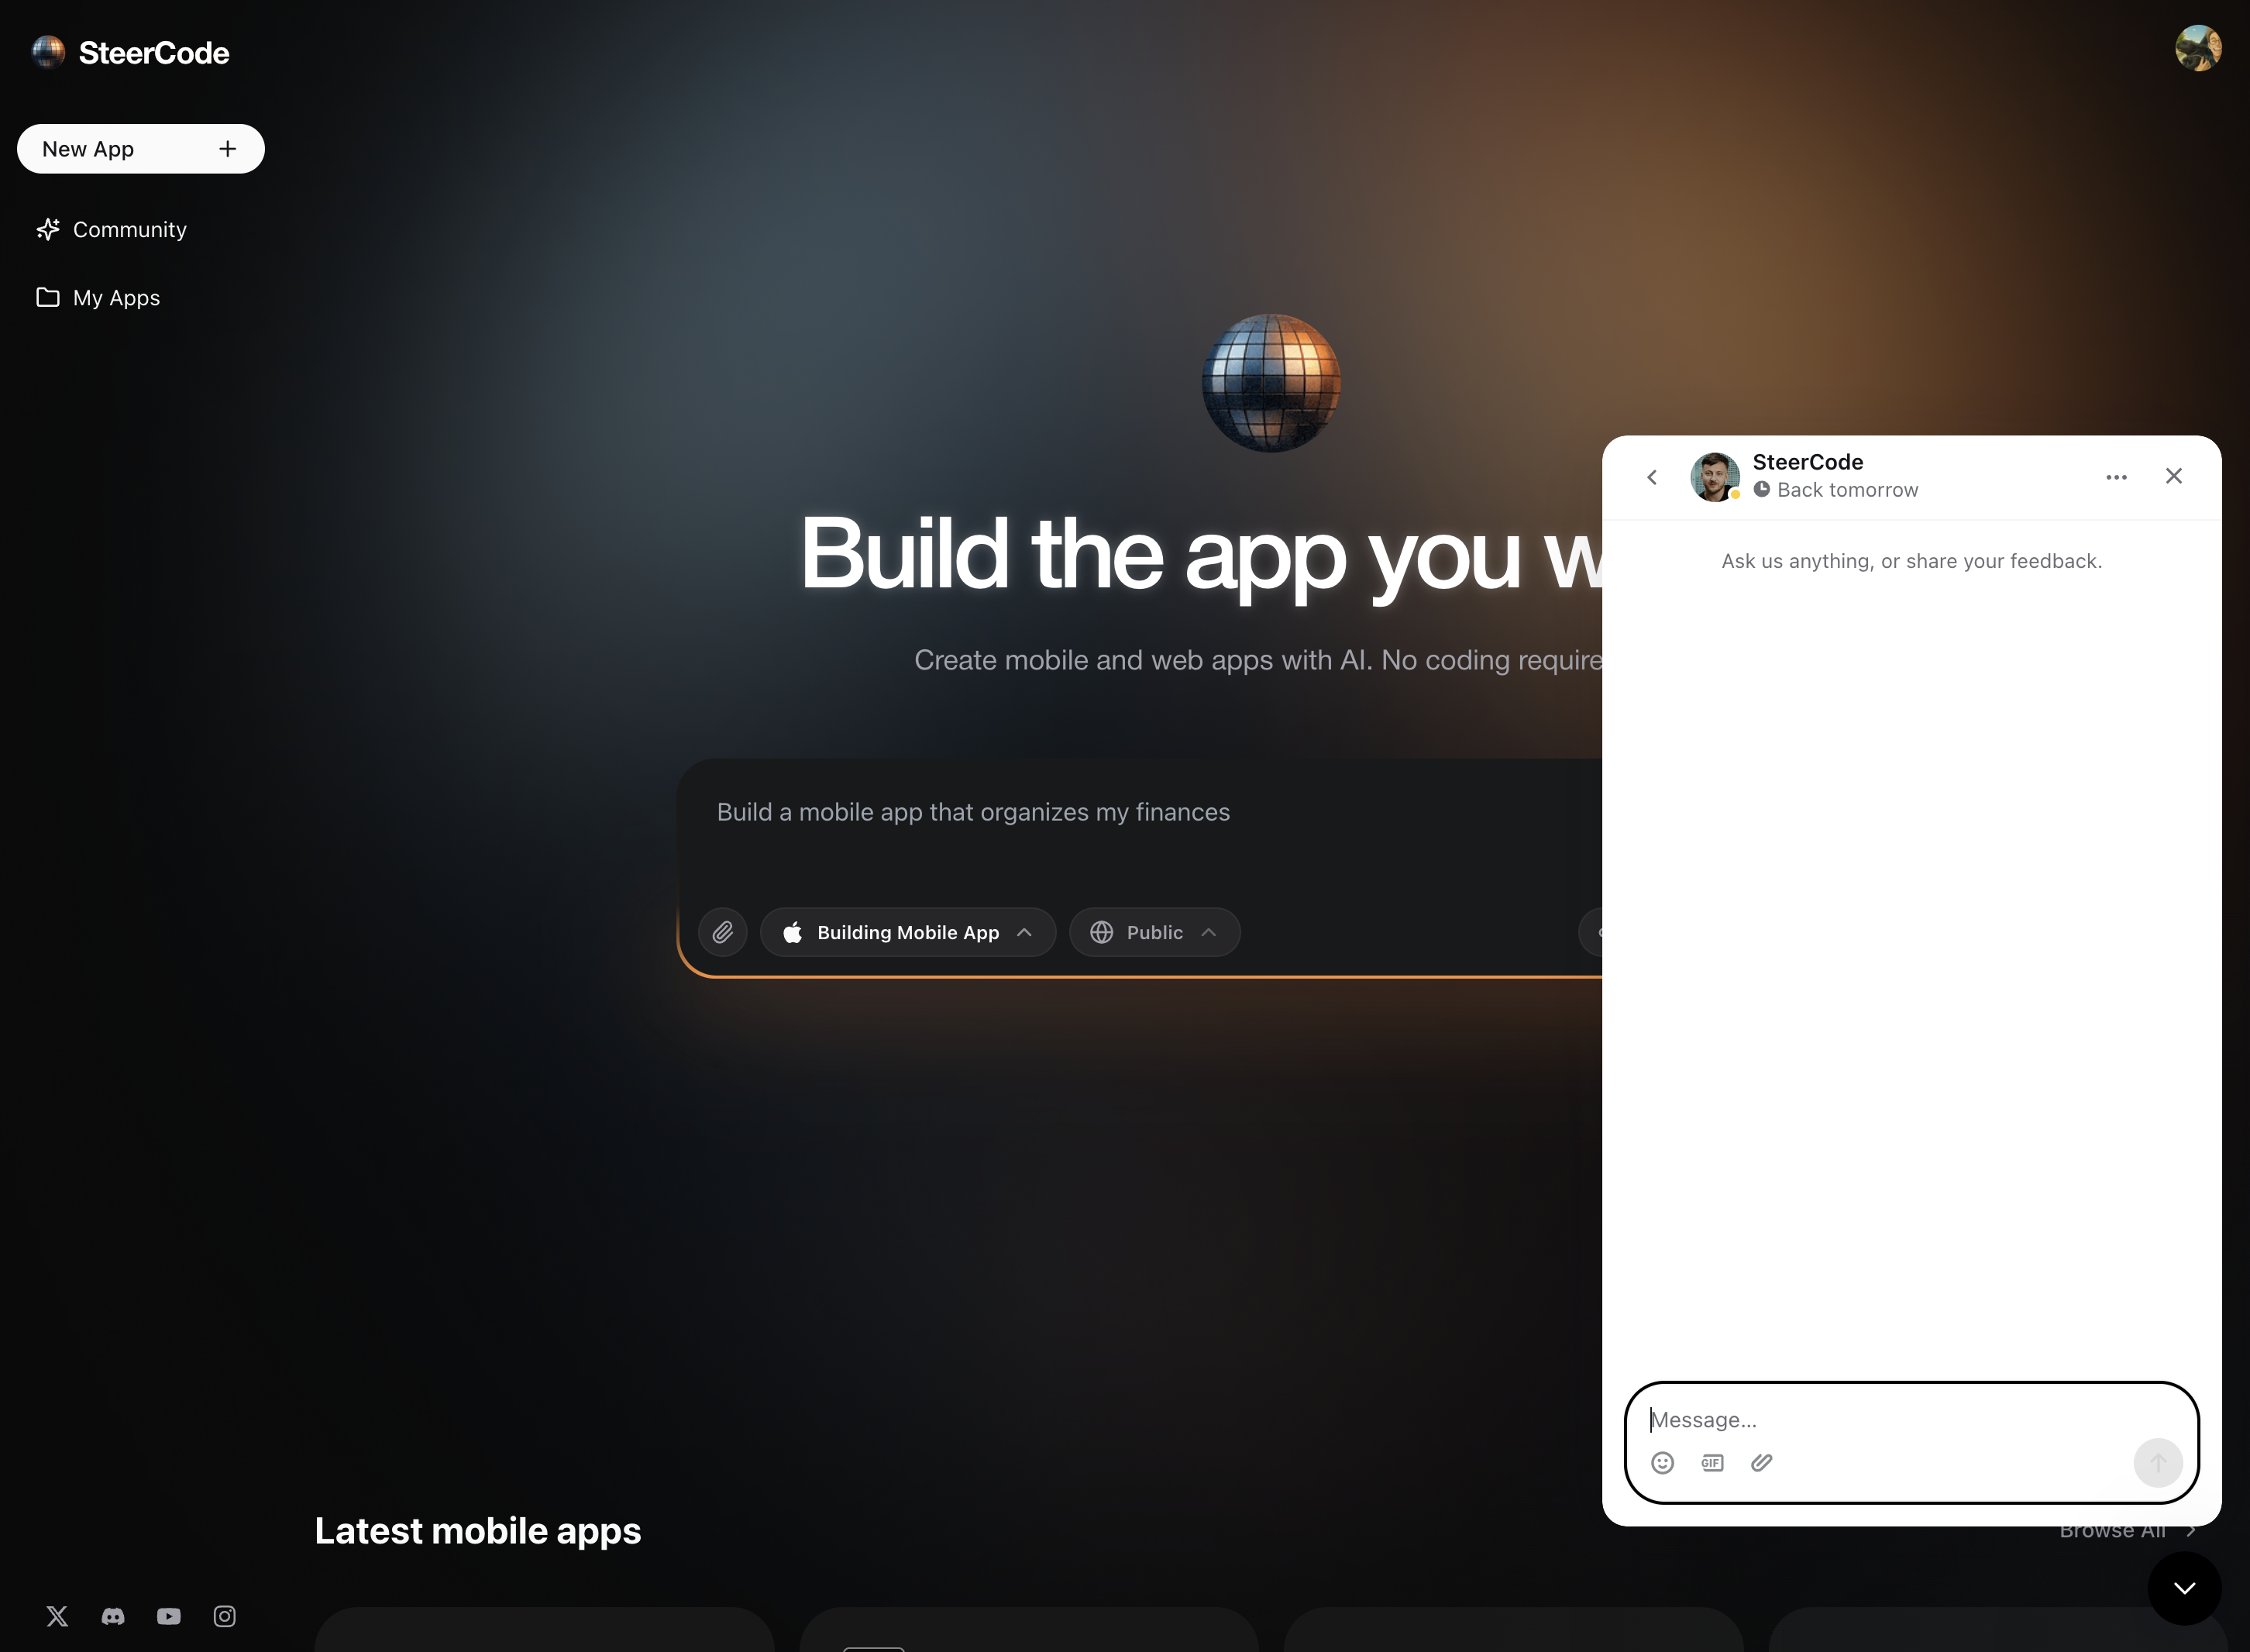 SteerCode
New App
Community
My Apps
Build the app you
Create mobile and web apps with AI. No coding require
Build a mobile app that organizes my finances
Building Mobile App
Public
SteerCode
Back tomorrow
Ask us anything, or share your feedback.
Message...
GIF
Latest mobile apps
Browse All